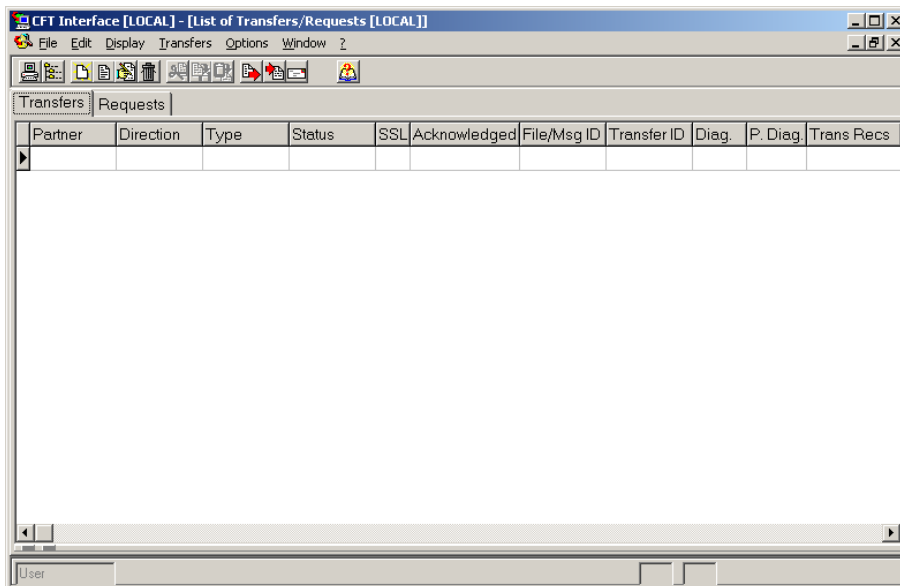 CFT Interface [LOCAL] - [List of Transfers/Requests [LOCAL]]
File Edit Display Transfers Options Window ?
Transfers Requests
Partner Direction Type Status SSL Acknowledged File/Msg ID Transfer ID Diag. P. Diag. Trans Recs
User